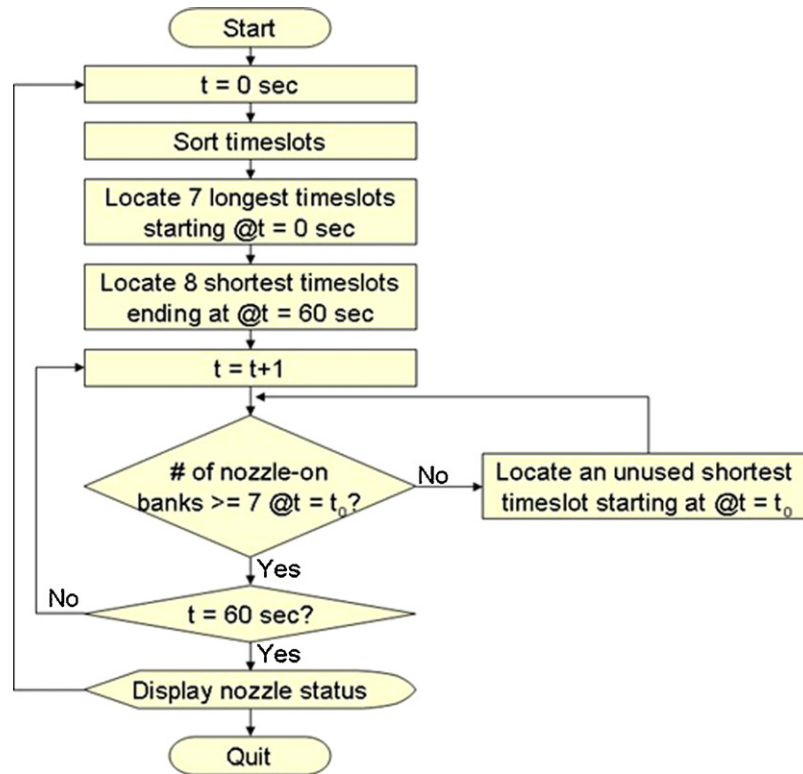 Start
t = 0 sec
Sort timeslots
Locate 7 longest timeslots
starting @t = 0 sec
Locate 8 shortest timeslots
ending at @t = 60 sec
t = t+1
# of nozzle-on
banks >= 7 @t = t₀?
No
Locate an unused shortest
timeslot starting at @t = t₀
Yes
No
t = 60 sec?
Yes
Display nozzle status
Quit